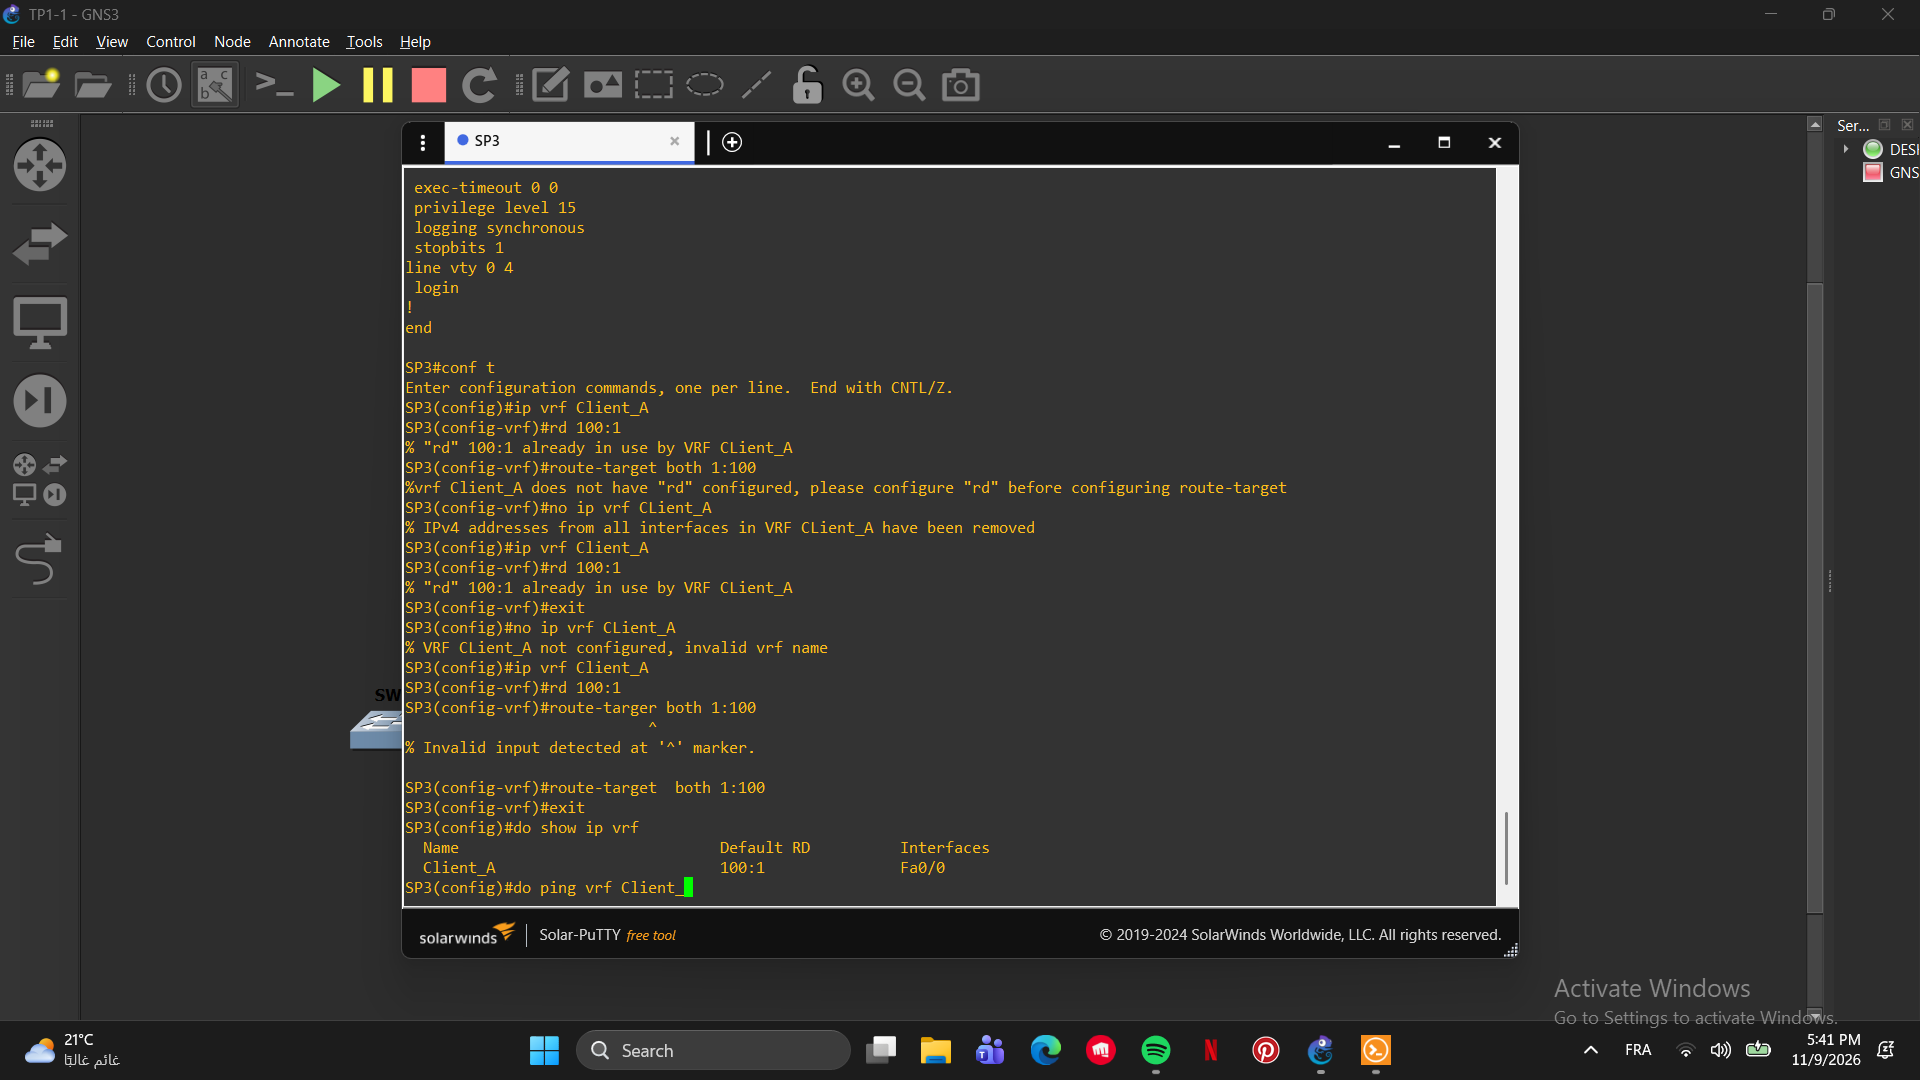 TP1-1 - GNS3
File Edit View Control Node Annotate Tools Help
SP3
Ser...
DESH
GNS
exec-timeout 0 0
privilege level 15
logging synchronous
stopbits 1
line vty 0 4
login
!
end
SP3#conf t
Enter configuration commands, one per line.  End with CNTL/Z.
SP3(config)#ip vrf Client_A
SP3(config-vrf)#rd 100:1
% "rd" 100:1 already in use by VRF CLient_A
SP3(config-vrf)#route-target both 1:100
%vrf Client_A does not have "rd" configured, please configure "rd" before configuring route-target
SP3(config-vrf)#no ip vrf CLient_A
% IPv4 addresses from all interfaces in VRF CLient_A have been removed
SP3(config)#ip vrf Client_A
SP3(config-vrf)#rd 100:1
% "rd" 100:1 already in use by VRF CLient_A
SP3(config-vrf)#exit
SP3(config)#no ip vrf CLient_A
% VRF CLient_A not configured, invalid vrf name
SP3(config)#ip vrf Client_A
SP3(config-vrf)#rd 100:1
SP3(config-vrf)#route-targer both 1:100
^
% Invalid input detected at '^' marker.
SP3(config-vrf)#route-target  both 1:100
SP3(config-vrf)#exit
SP3(config)#do show ip vrf
Name Default RD Interfaces
Client_A 100:1 Fa0/0
SP3(config)#do ping vrf Client_
SW
solarwinds Solar-PuTTY free tool © 2019-2024 SolarWinds Worldwide, LLC. All rights reserved.
Activate Windows
Go to Settings to activate Windows.
21°C
غائم غالبًا
Search
FRA
5:41 PM
11/9/2026